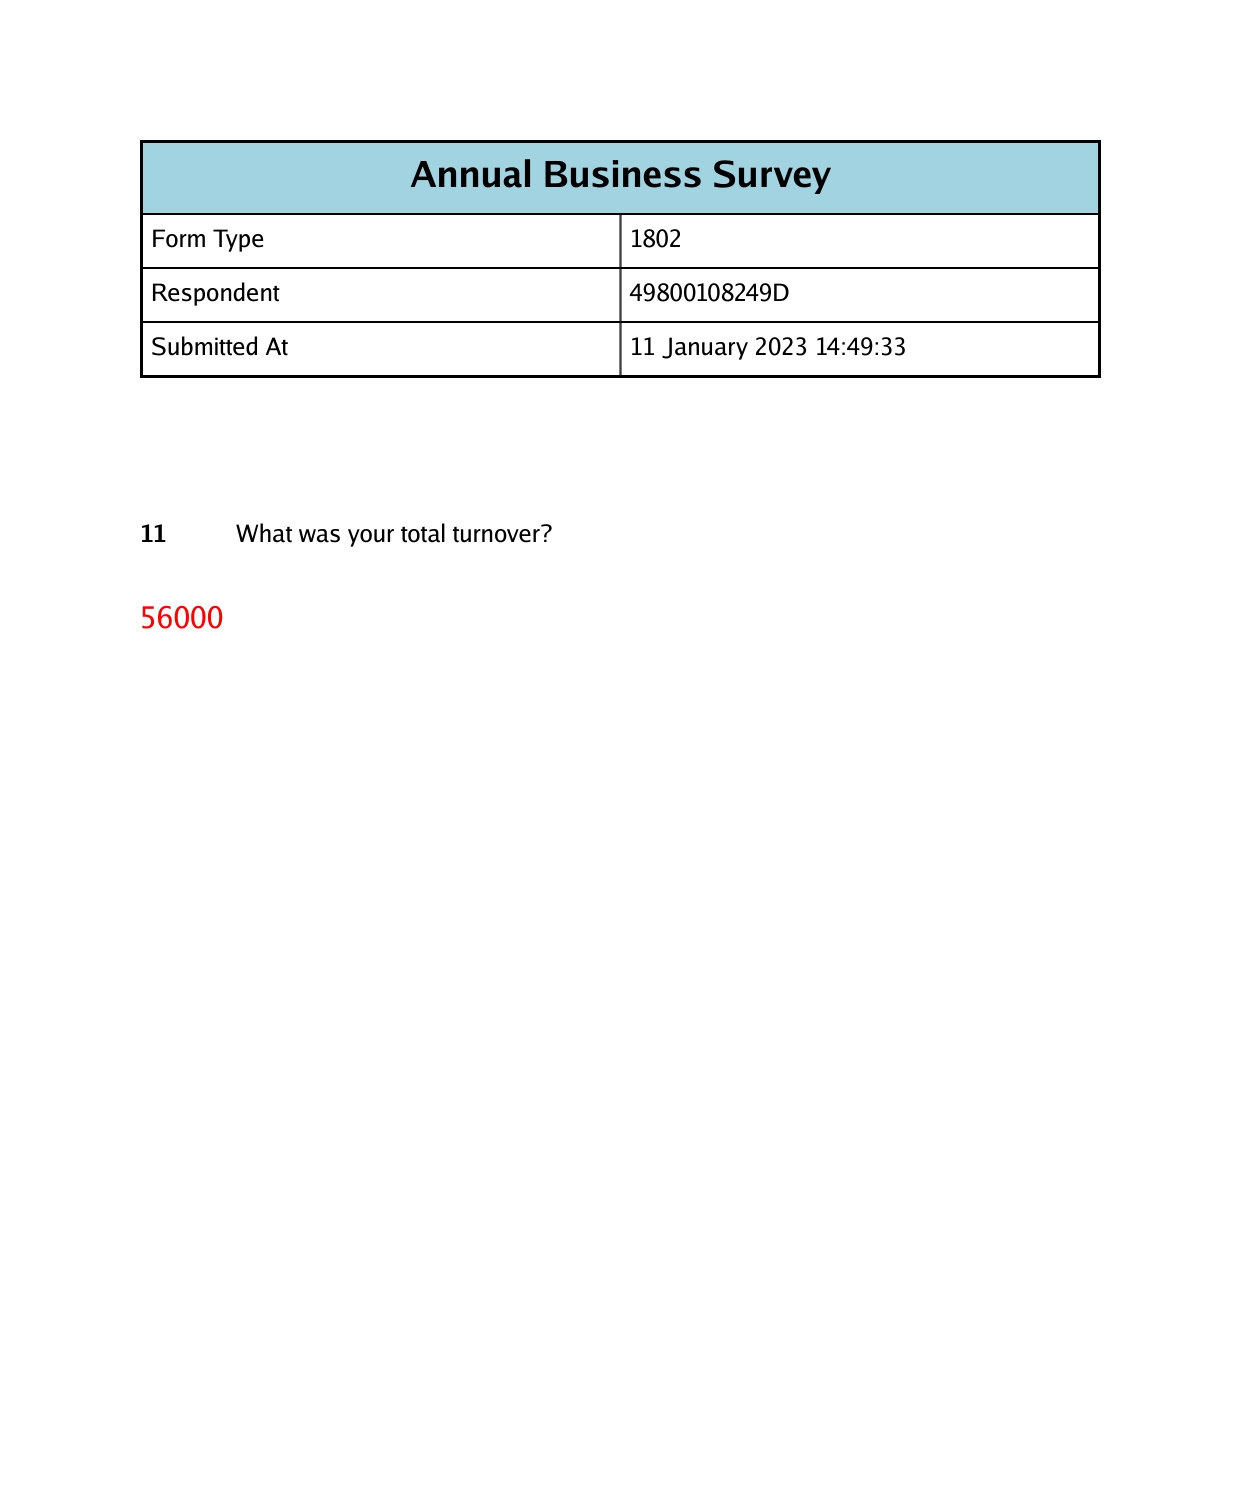 Annual Business Survey
Form Type 1802
Respondent 49800108249D
Submitted At 11 January 2023 14:49:33
11 What was your total turnover?
56000